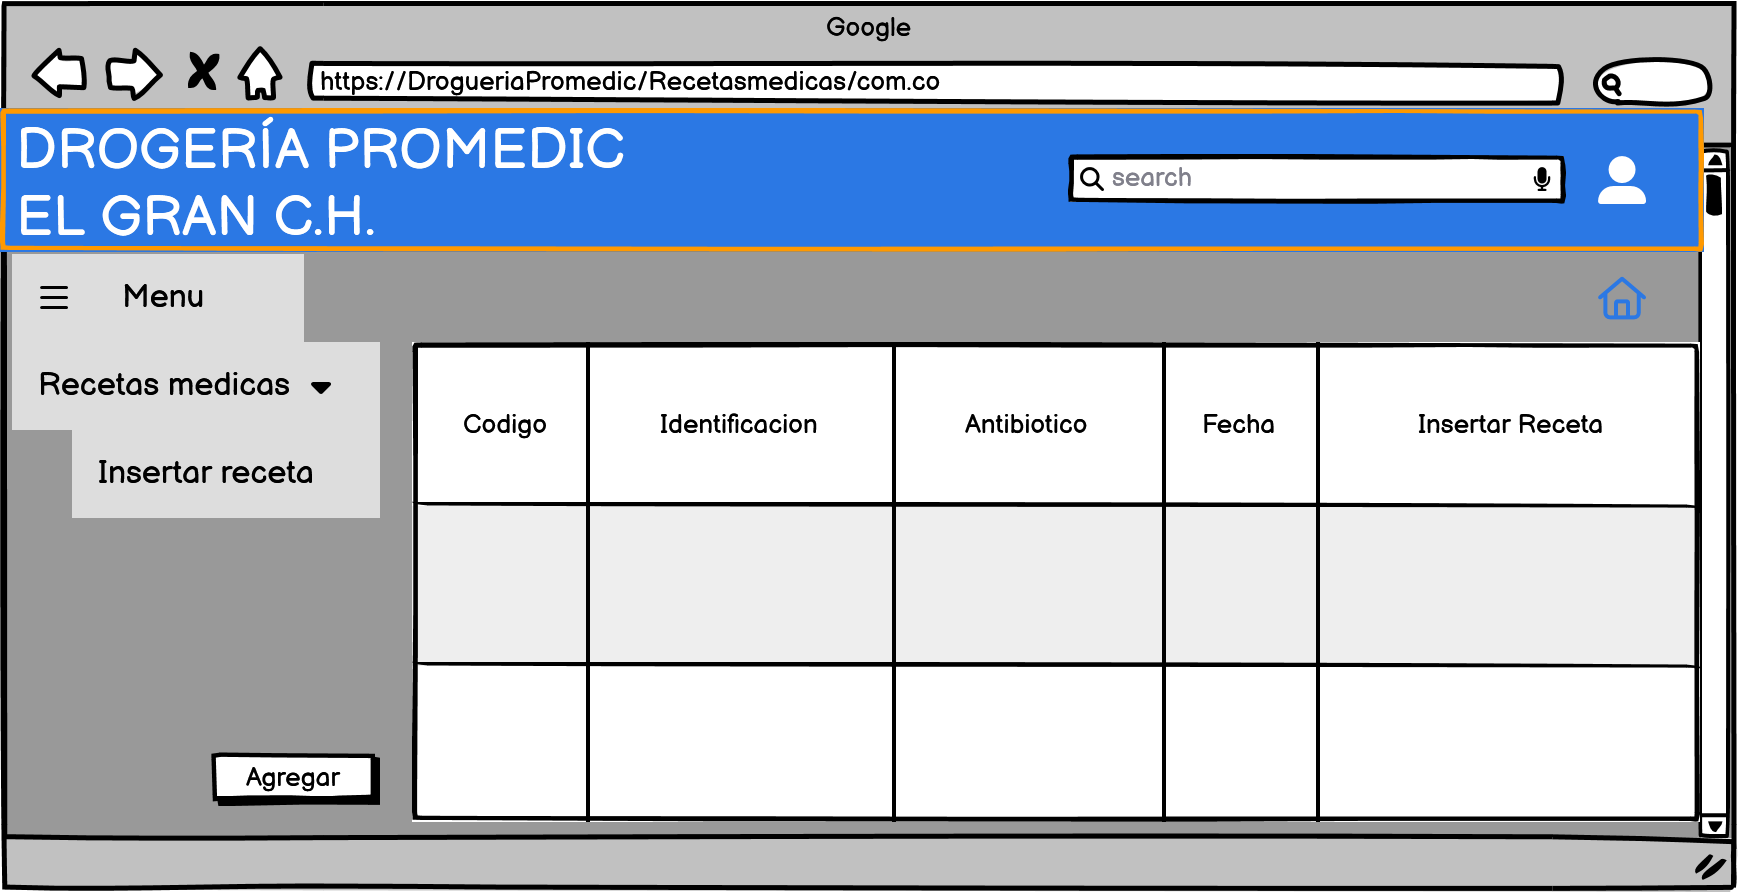 Google
https://DrogueriaPromedic/Recetasmedicas/com.co
DROGERÍA PROMEDIC
EL GRAN C.H.
search
Menu
Recetas medicas
Insertar receta
Codigo Identificacion Antibiotico Fecha Insertar Receta
Agregar